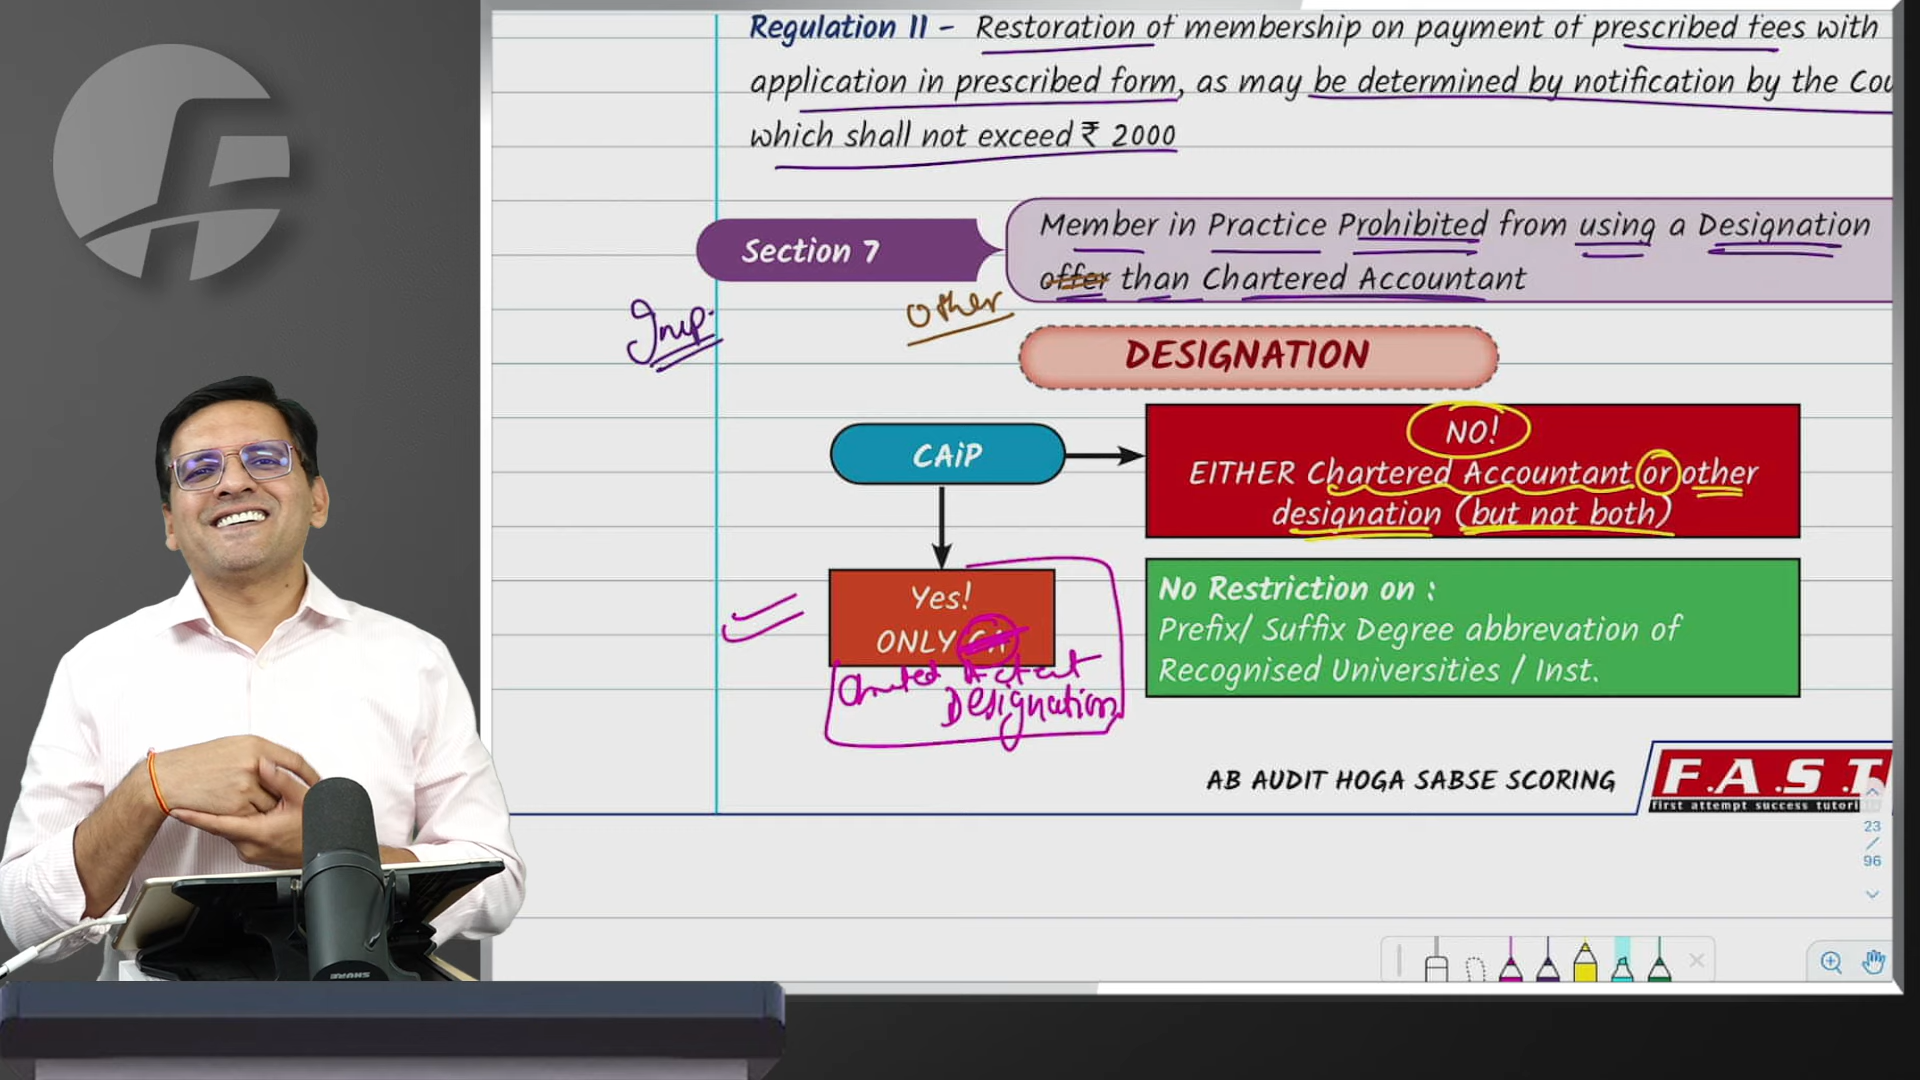 Regulation 11 - Restoration of membership on payment of prescribed fees with
application in prescribed form, as may be determined by notification by the Cou
which shall not exceed ₹ 2000
Section 7
Member in Practice Prohibited from using a Designation
offer than Chartered Accountant
Imp.
Other
DESIGNATION
CAiP
NO!
EITHER Chartered Accountant or other
designation (but not both)
Yes!
ONLY CA
Designation
No Restriction on :
Prefix/ Suffix Degree abbrevation of
Recognised Universities / Inst.
AB AUDIT HOGA SABSE SCORING
F.A.S.T
first attempt success tutori
23
/
96
SHURE